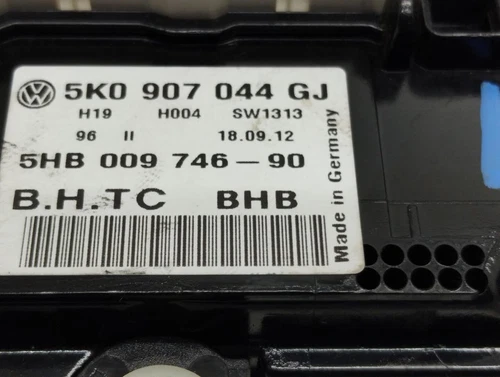 5K0 907 044 GJ
H19 H004 SW1313
96 II 18.09.12
5HB 009 746-90
B.H.TC BHB
Made in Germany